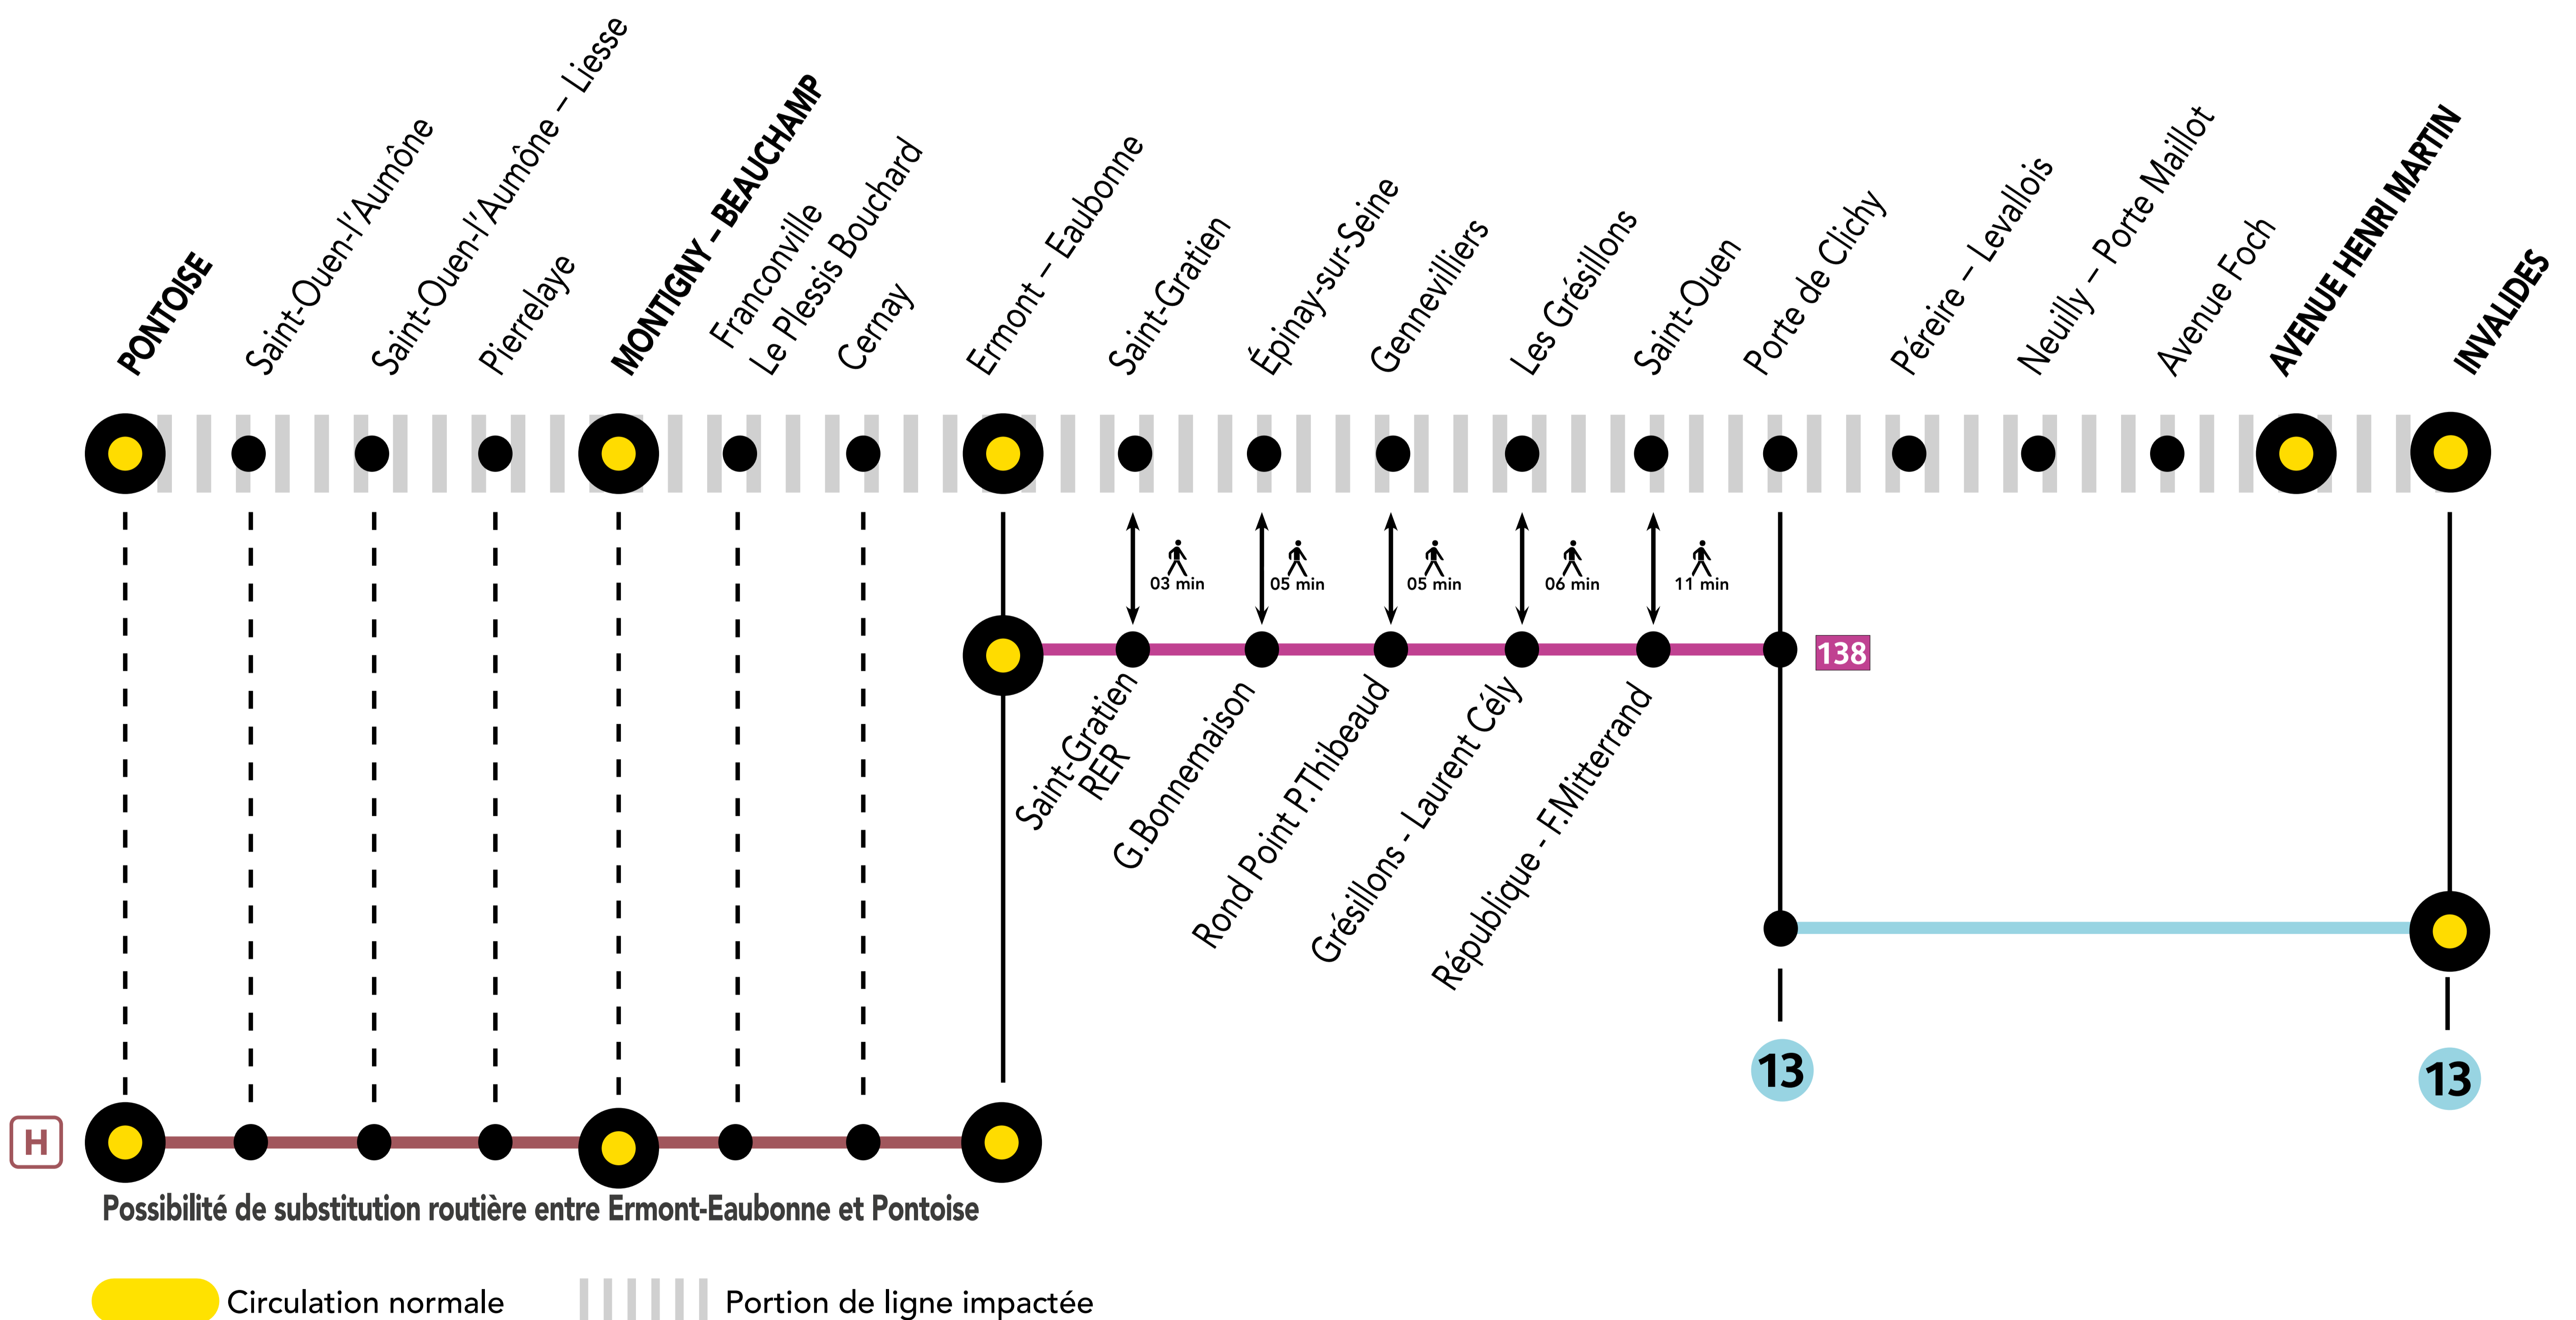 PONTOISE
Saint-Ouen-l'Aumône
Saint-Ouen-l'Aumône – Liesse
Pierrelaye
MONTIGNY – BEAUCHAMP
Franconville
Le Plessis Bouchard
Cernay
Ermont – Eaubonne
Saint-Gratien
Épinay-sur-Seine
Gennevilliers
Les Grésillons
Saint-Ouen
Porte de Clichy
Péreire – Levallois
Neuilly – Porte Maillot
Avenue Foch
AVENUE HENRI MARTIN
INVALIDES
03 min
05 min
05 min
06 min
11 min
138
Saint-Gratien
RER
G.Bonnemaison
Rond Point P.Thibeaud
Grésillons - Laurent Cély
République - F.Mitterrand
13
13
H
Possibilité de substitution routière entre Ermont-Eaubonne et Pontoise
Circulation normale
Portion de ligne impactée